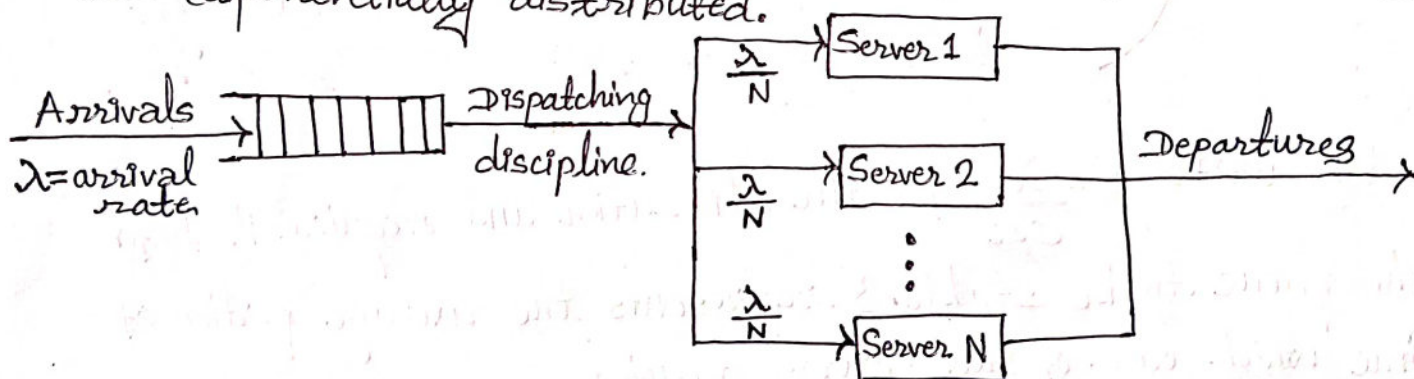 exponentially distributed.
Arrivals
λ=arrival
rate
Dispatching
discipline.
λ/N
Server 1
λ/N
Server 2
λ/N
Server N
Departures